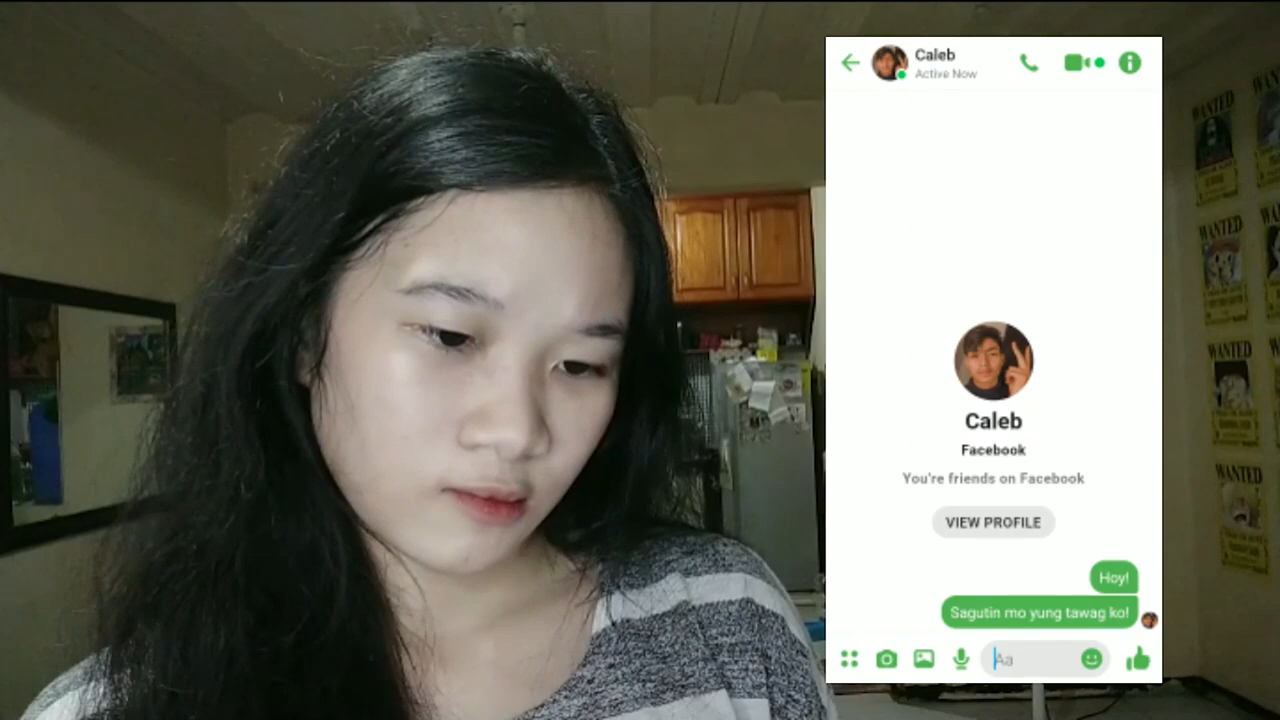 Caleb
Active Now
Caleb
Facebook
You're friends on Facebook
VIEW PROFILE
Hoy!
Sagutin mo yung tawag ko!
Aa
WANTED
WANTED
WANTED
WANTED